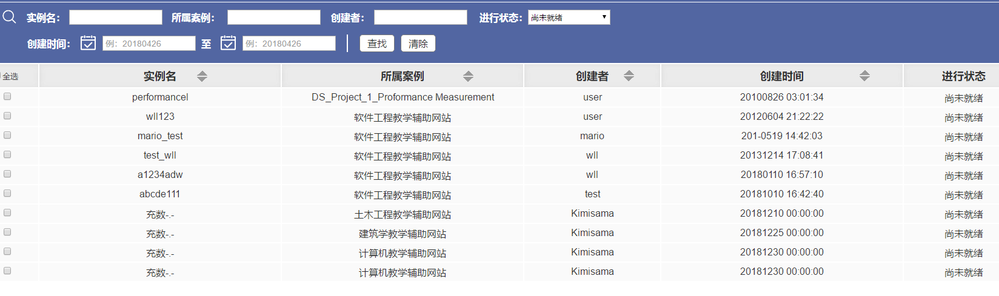 实例名： 所属案例： 创建者： 进行状态： 尚未就绪
创建时间： 例：20180426 至 例：20180426 查找 清除
全选 实例名 所属案例 创建者 创建时间 进行状态
performancel DS_Project_1_Proformance Measurement user 20100826 03:01:34 尚未就绪
wll123 软件工程教学辅助网站 user 20120604 21:22:22 尚未就绪
mario_test 软件工程教学辅助网站 mario 201-0519 14:42:03 尚未就绪
test_wll 软件工程教学辅助网站 wll 20131214 17:08:41 尚未就绪
a1234adw 软件工程教学辅助网站 wll 20180110 16:57:10 尚未就绪
abcde111 软件工程教学辅助网站 test 20181010 16:42:40 尚未就绪
充数-.- 土木工程教学辅助网站 Kimisama 20181210 00:00:00 尚未就绪
充数-.- 建筑学教学辅助网站 Kimisama 20181225 00:00:00 尚未就绪
充数-.- 计算机教学辅助网站 Kimisama 20181230 00:00:00 尚未就绪
充数-.- 计算机教学辅助网站 Kimisama 20181230 00:00:00 尚未就绪